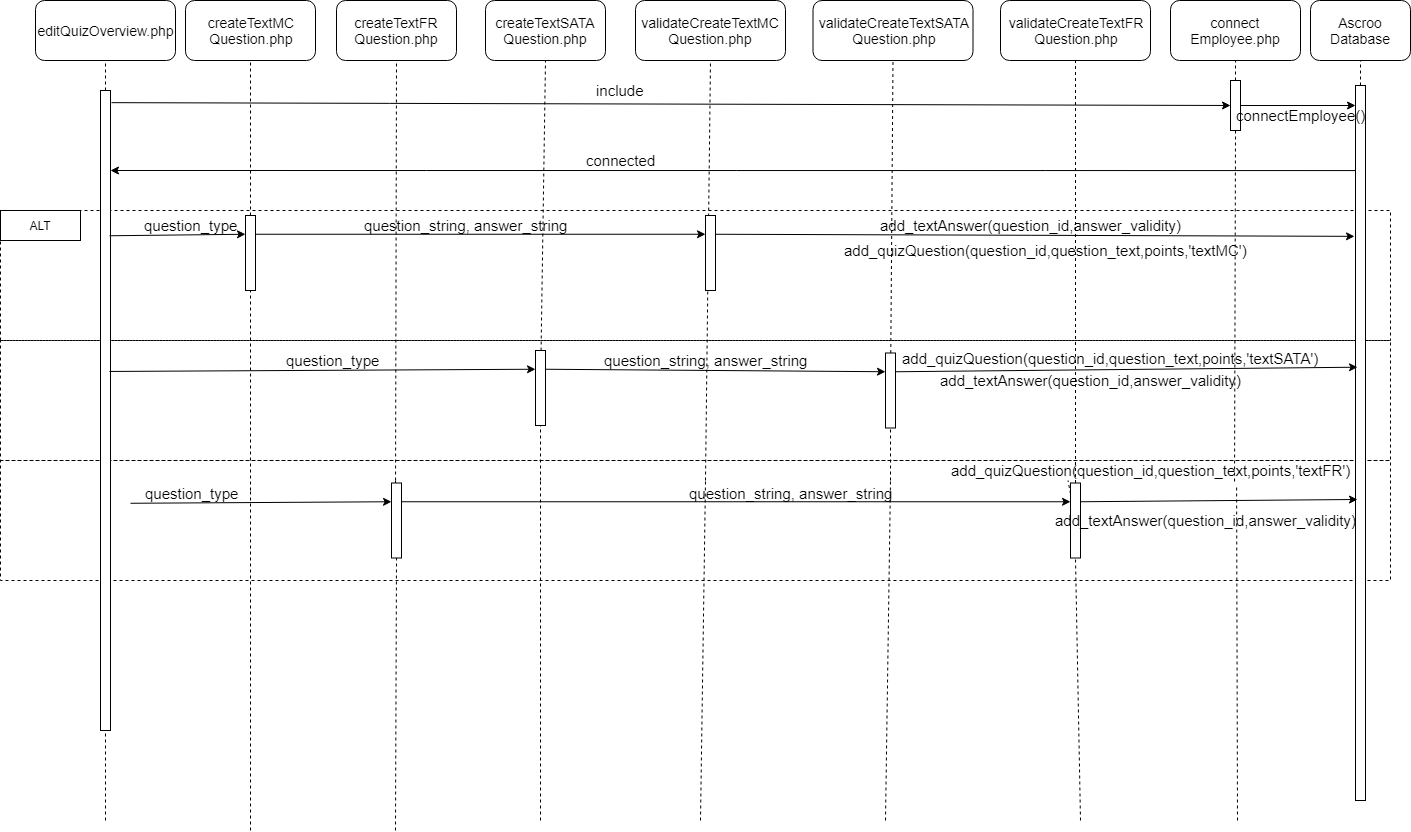 editQuizOverview.php
createTextMC
Question.php
createTextFR
Question.php
createTextSATA
Question.php
validateCreateTextMC
Question.php
validateCreateTextSATA
Question.php
validateCreateTextFR
Question.php
connect
Employee.php
Ascroo
Database
include
connectEmployee()
connected
ALT
question_type
question_string, answer_string
add_textAnswer(question_id,answer_validity)
add_quizQuestion(question_id,question_text,points,'textMC')
question_type
question_string, answer_string
add_quizQuestion(question_id,question_text,points,'textSATA')
add_textAnswer(question_id,answer_validity)
add_quizQuestion(question_id,question_text,points,'textFR')
question_type
question_string, answer_string
add_textAnswer(question_id,answer_validity)